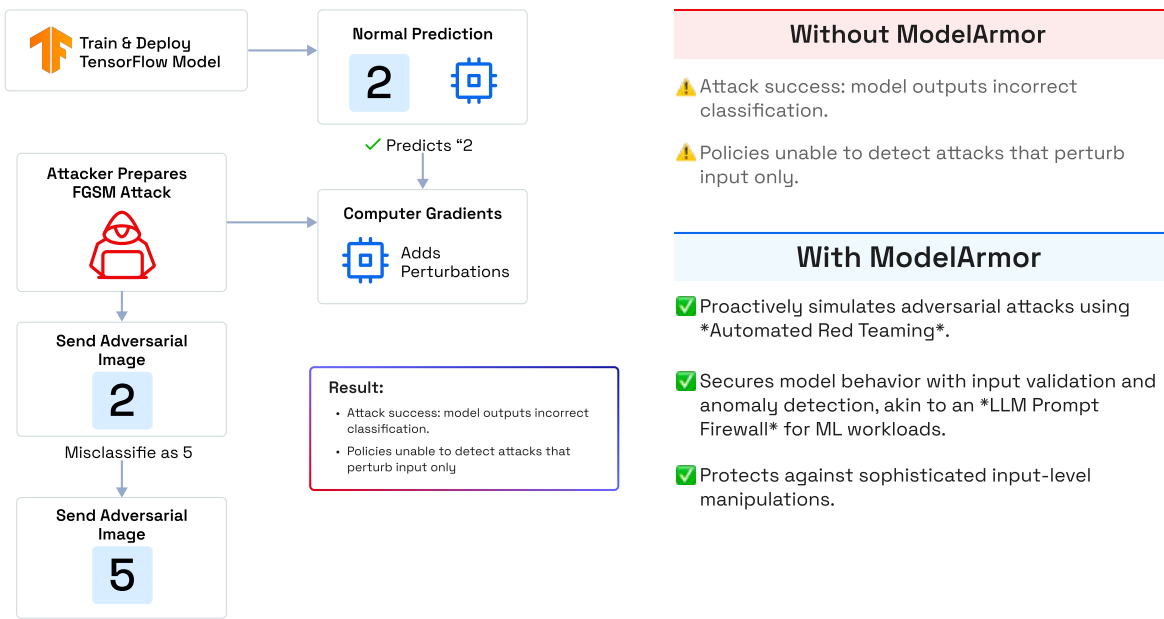 Train & Deploy
TensorFlow Model
Normal Prediction
2
Predicts “2
Attacker Prepares
FGSM Attack
Computer Gradients
Adds
Perturbations
Send Adversarial
Image
2
Misclassifie as 5
Send Adversarial
Image
5
Result:
• Attack success: model outputs incorrect
classification.
• Policies unable to detect attacks that
perturb input only
Without ModelArmor
Attack success: model outputs incorrect
classification.
Policies unable to detect attacks that perturb
input only.
With ModelArmor
Proactively simulates adversarial attacks using
*Automated Red Teaming*.
Secures model behavior with input validation and
anomaly detection, akin to an *LLM Prompt
Firewall* for ML workloads.
Protects against sophisticated input-level
manipulations.